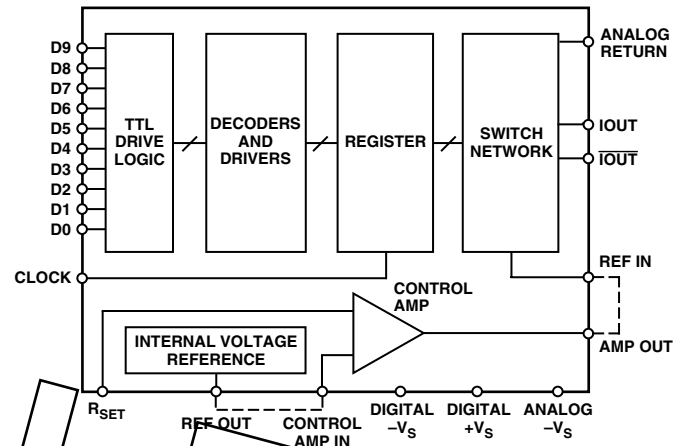 D9
D8
D7
D6
D5
D4
D3
D2
D1
D0
CLOCK
TTL
DRIVE
LOGIC
DECODERS
AND
DRIVERS
REGISTER
SWITCH
NETWORK
ANALOG
RETURN
IOUT
IOUT
REF IN
AMP OUT
CONTROL
AMP
INTERNAL VOLTAGE
REFERENCE
RSET
REF OUT
CONTROL
AMP IN
DIGITAL
–VS
DIGITAL
+VS
ANALOG
–VS